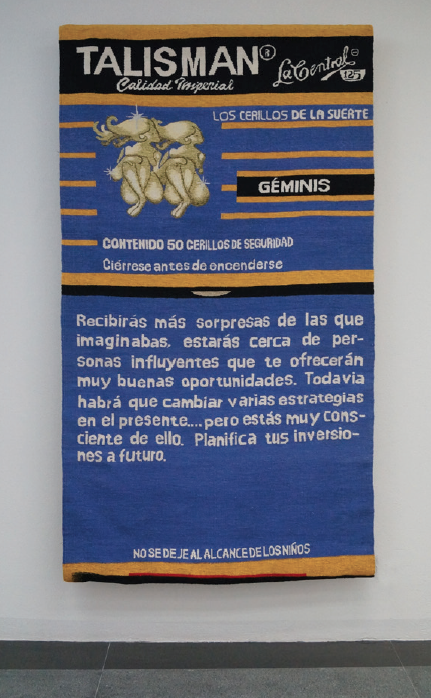 TALISMAN®
Calidad Imperial
La Central®
125
LOS CERILLOS DE LA SUERTE
GÉMINIS
CONTENIDO 50 CERILLOS DE SEGURIDAD
Ciérrese antes de encenderse
Recibirás más sorpresas de las que
imaginabas, estarás cerca de per-
sonas influyentes que te ofrecerán
muy buenas oportunidades. Todavia
habrá que cambiar varias estrategias
en el presente....pero estás muy cons-
ciente de ello. Planifica tus inversio-
nes a futuro.
NO SE DEJE AL ALCANCE DE LOS NIÑOS